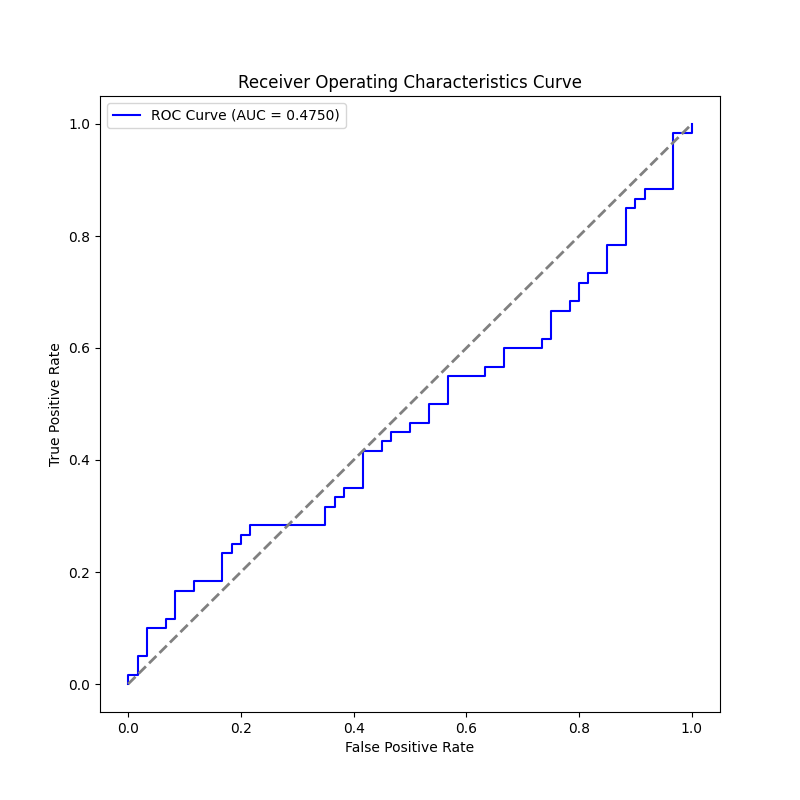 Receiver Operating Characteristics Curve
ROC Curve (AUC = 0.4750)
1.0
0.8
0.6
0.4
0.2
0.0
True Positive Rate
0.0 0.2 0.4 0.6 0.8 1.0
False Positive Rate